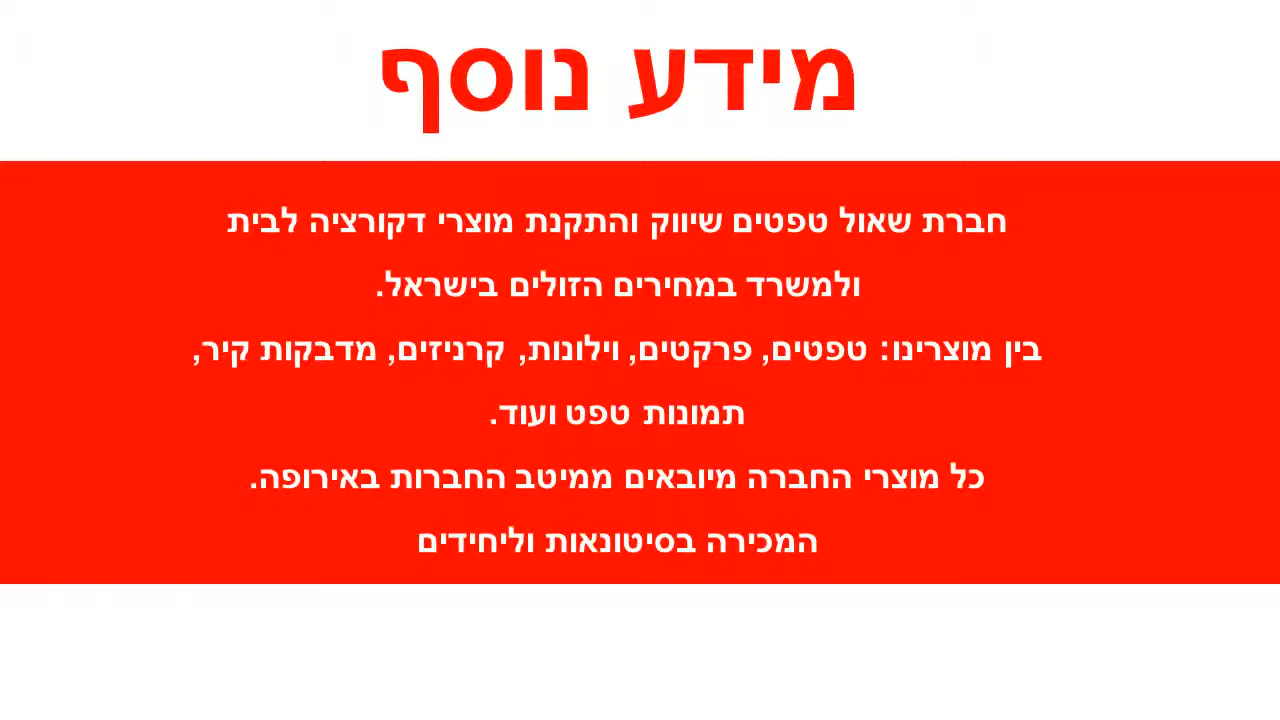 מידע נוסף
חברת שאול טפטים שיווק והתקנת מוצרי דקורציה לבית
ולמשרד במחירים הזולים בישראל.
בין מוצרינו: טפטים, פרקטים, וילונות, קרניזים, מדבקות קיר,
תמונות טפט ועוד.
כל מוצרי החברה מיובאים ממיטב החברות באירופה.
המכירה בסיטונאות וליחידים